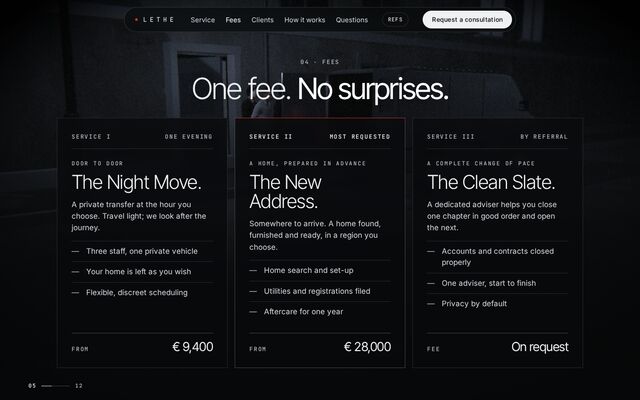 LETHE
Service
Fees
Clients
How it works
Questions
REFS
Request a consultation
04 · FEES
One fee. No surprises.
SERVICE I
ONE EVENING
DOOR TO DOOR
The Night Move.
A private transfer at the hour you
choose. Travel light; we look after the
journey.
— Three staff, one private vehicle
— Your home is left as you wish
— Flexible, discreet scheduling
FROM
€ 9,400
SERVICE II
MOST REQUESTED
A HOME, PREPARED IN ADVANCE
The New
Address.
Somewhere to arrive. A home found,
furnished and ready, in a region you
choose.
— Home search and set-up
— Utilities and registrations filed
— Aftercare for one year
FROM
€ 28,000
SERVICE III
BY REFERRAL
A COMPLETE CHANGE OF PACE
The Clean Slate.
A dedicated adviser helps you close
one chapter in good order and open
the next.
— Accounts and contracts closed
properly
— One adviser, start to finish
— Privacy by default
FEE
On request
05
12